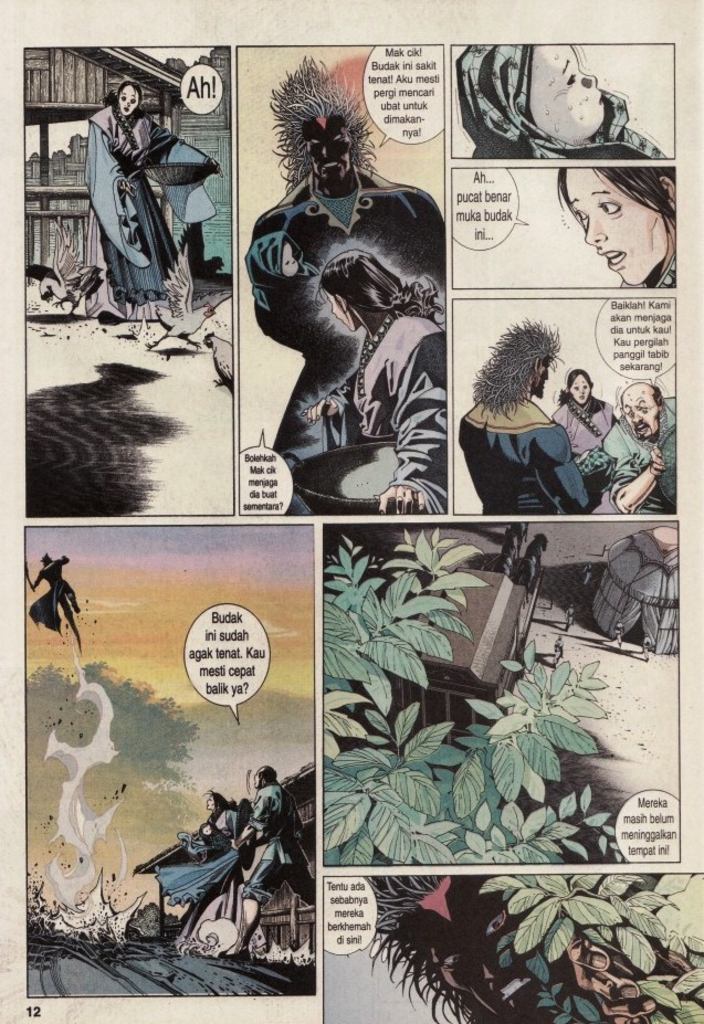 Ah!
Mak cik!
Budak ini sakit
tenat! Aku mesti
pergi mencari
ubat untuk
dimakan-
nya!
Bolehkah
Mak cik
menjaga
dia buat
sementara?
Ah...
pucat benar
muka budak
ini...
Baiklah! Kami
akan menjaga
dia untuk kau!
Kau pergilah
panggil tabib
sekarang!
Budak
ini sudah
agak tenat. Kau
mesti cepat
balik ya?
Mereka
masih belum
meninggalkan
tempat ini!
Tentu ada
sebabnya
mereka
berkhemah
di sini!
12